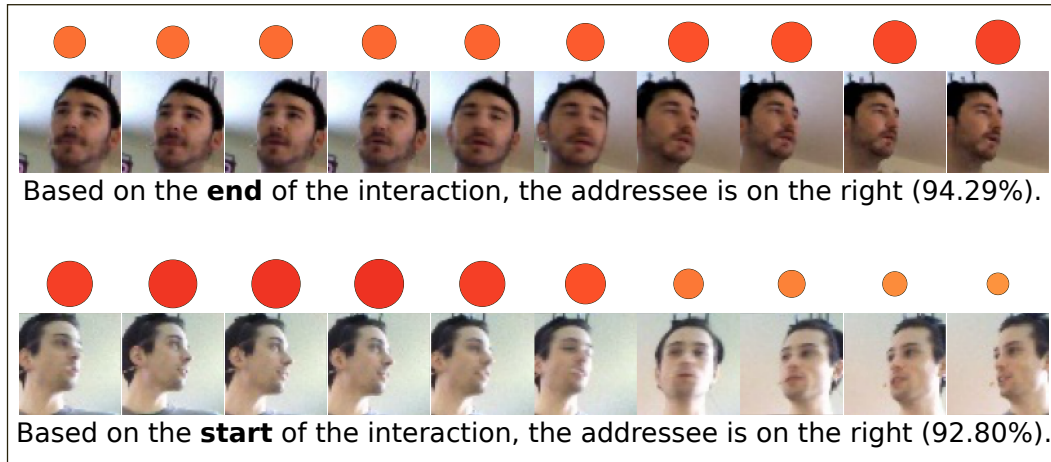 Based on the end of the interaction, the addressee is on the right (94.29%).
Based on the start of the interaction, the addressee is on the right (92.80%).